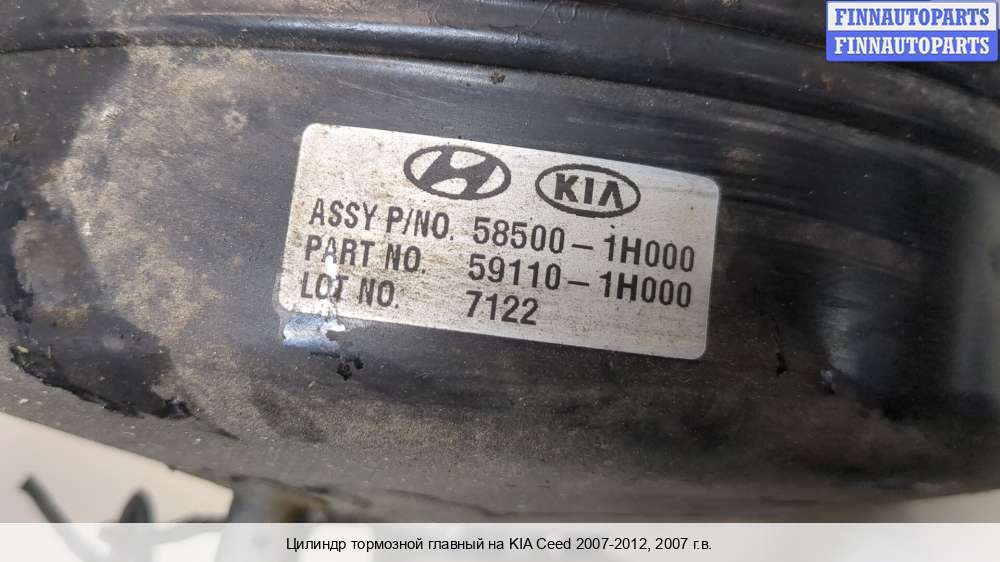 FINNAUTOPARTS
FINNAUTOPARTS
KIA
ASSY P/NO. 58500-1H000
PART NO. 59110-1H000
LOT NO. 7122
Цилиндр тормозной главный на KIA Ceed 2007-2012, 2007 г.в.